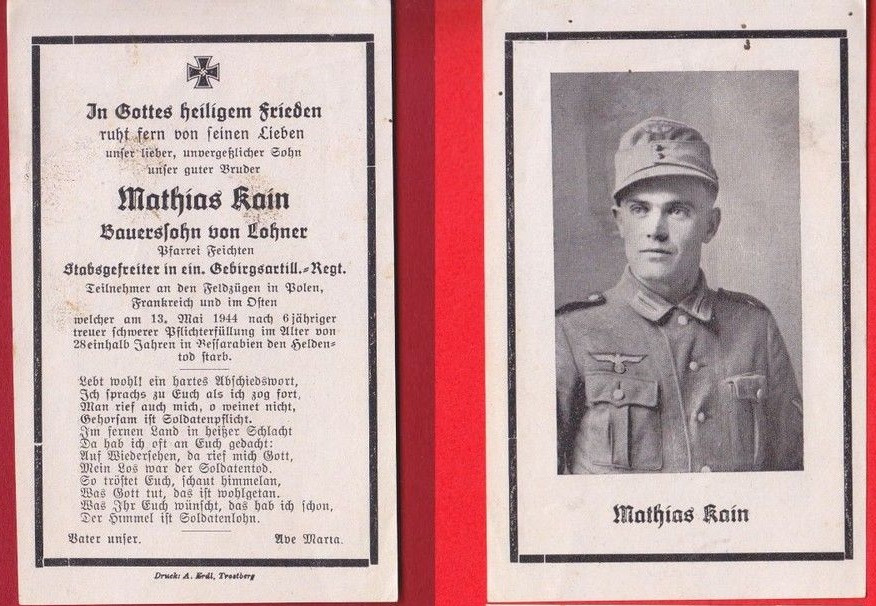 In Gottes heiligem Frieden
ruht fern von seinen Lieben
unser lieber, unvergeßlicher Sohn
unser guter Bruder
Mathias Kain
Bauerssohn von Lohner
Pfarrei Feichten
Stabsgefreiter in ein. Gebirgsartill.-Regt.
Teilnehmer an den Feldzügen in Polen,
Frankreich und im Osten
welcher am 13. Mai 1944 nach 6jähriger
treuer schwerer Pflichterfüllung im Alter von
28einhalb Jahren in Bessarabien den Helden-
tod starb.
Lebt wohl! ein hartes Abschiedswort,
Ich sprachs zu Euch als ich zog fort,
Man rief auch mich, o weinet nicht,
Gehorsam ist Soldatenpflicht.
Im fernen Land in heißer Schlacht
Da hab ich oft an Euch gedacht:
Auf Wiedersehen, da rief mich Gott,
Mein Los war der Soldatentod.
So tröstet Euch, schaut himmelan,
Was Gott tut, das ist wohlgetan.
Was Ihr Euch wünscht, das hab ich schon,
Der Himmel ist Soldatenlohn.
Vater unser. Ave Maria.
Druck: A. Erdl, Trostberg
Mathias Kain